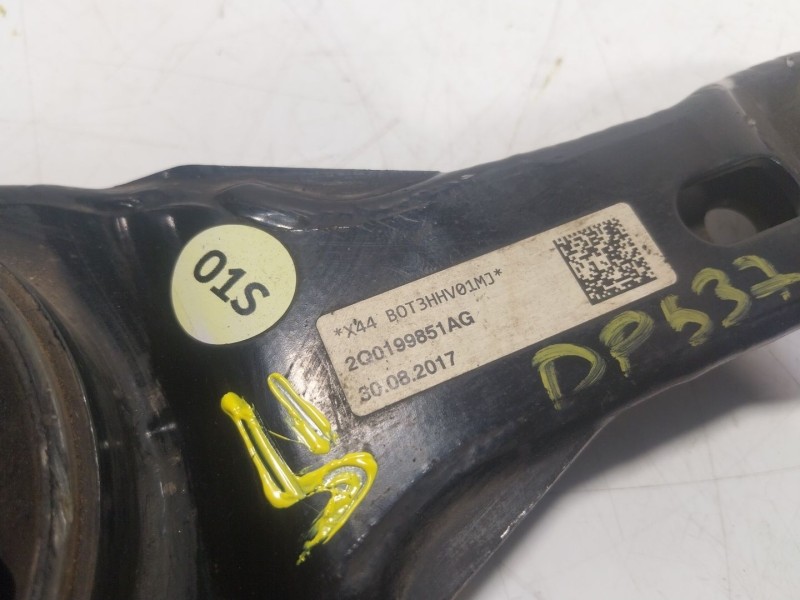 01S
*X44 BOT3HHV01MJ*
2Q0199851AG
30.08.2017
DP537